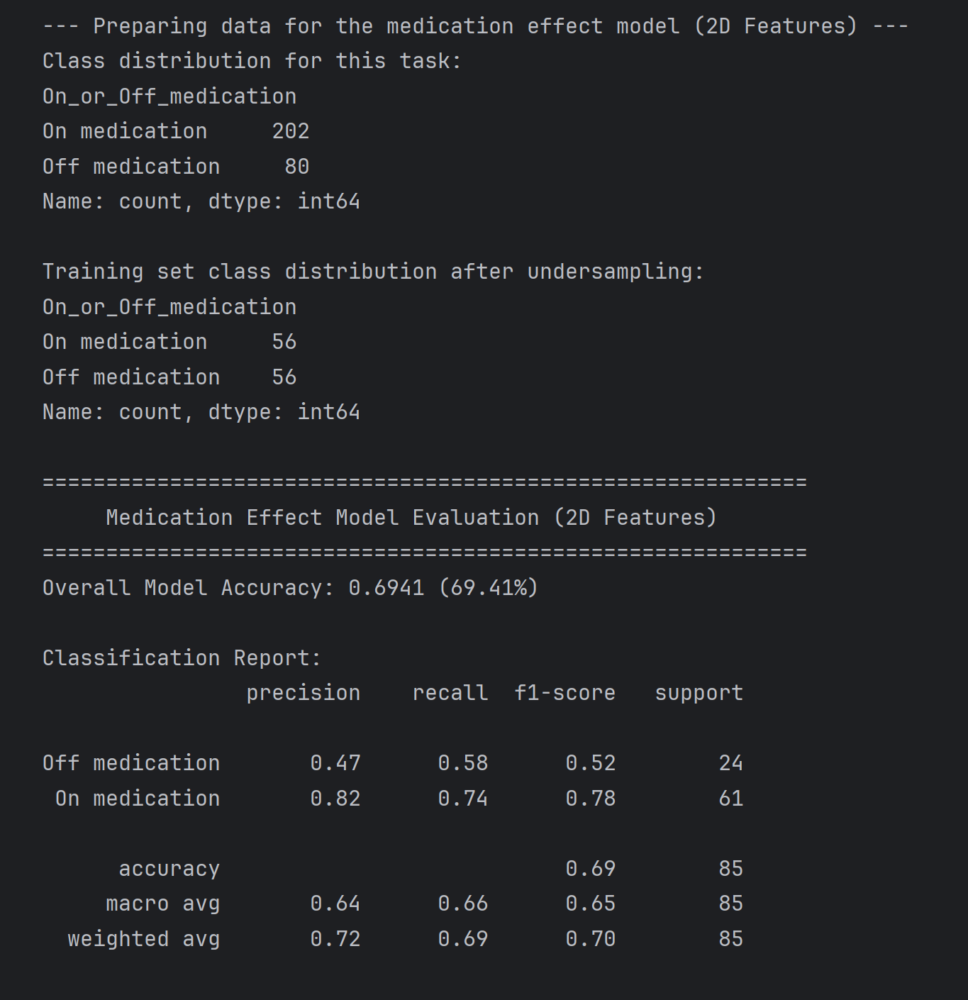 --- Preparing data for the medication effect model (2D Features) ---
Class distribution for this task:
On_or_Off_medication
On medication     202
Off medication     80
Name: count, dtype: int64

Training set class distribution after undersampling:
On_or_Off_medication
On medication     56
Off medication    56
Name: count, dtype: int64

============================================================
     Medication Effect Model Evaluation (2D Features)
============================================================
Overall Model Accuracy: 0.6941 (69.41%)

Classification Report:
                precision    recall  f1-score   support

Off medication       0.47      0.58      0.52        24
 On medication       0.82      0.74      0.78        61

      accuracy                           0.69        85
     macro avg       0.64      0.66      0.65        85
  weighted avg       0.72      0.69      0.70        85